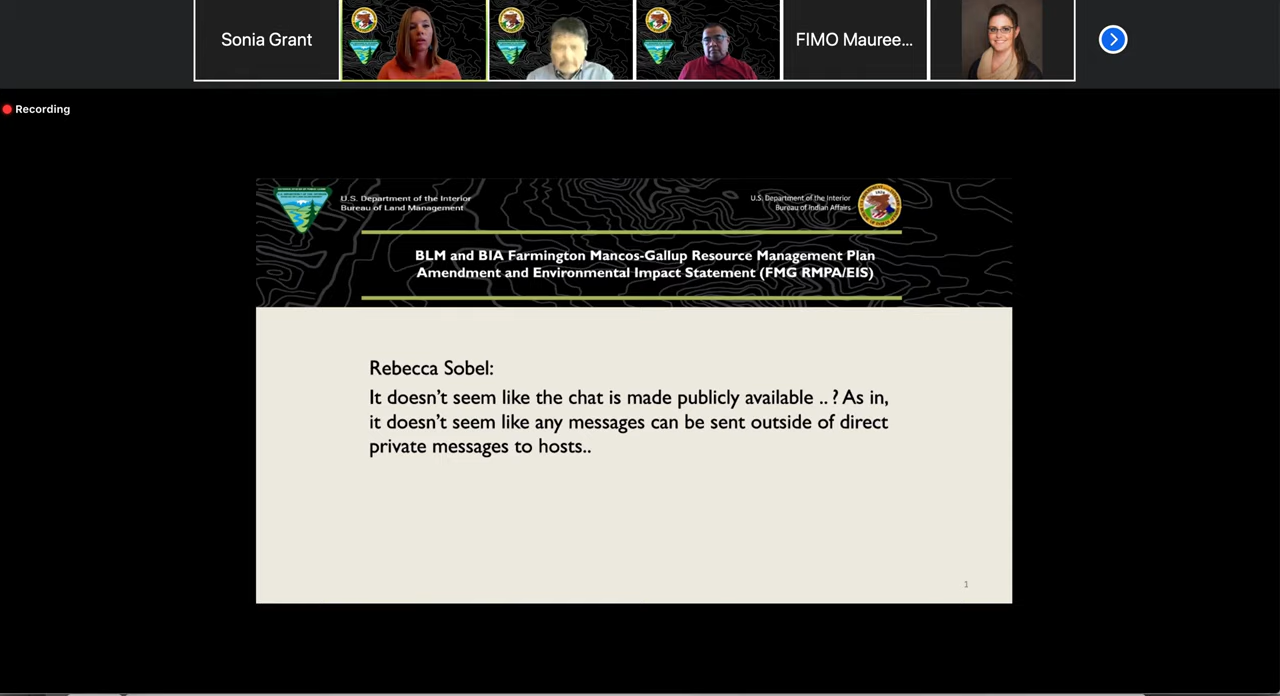 Sonia Grant
FIMO Mauree...
Recording
U.S. Department of the Interior
Bureau of Land Management
U.S. Department of the Interior
Bureau of Indian Affairs
BLM and BIA Farmington Mancos-Gallup Resource Management Plan
Amendment and Environmental Impact Statement (FMG RMPA/EIS)
Rebecca Sobel:
It doesn’t seem like the chat is made publicly available .. ? As in,
it doesn’t seem like any messages can be sent outside of direct
private messages to hosts..
1